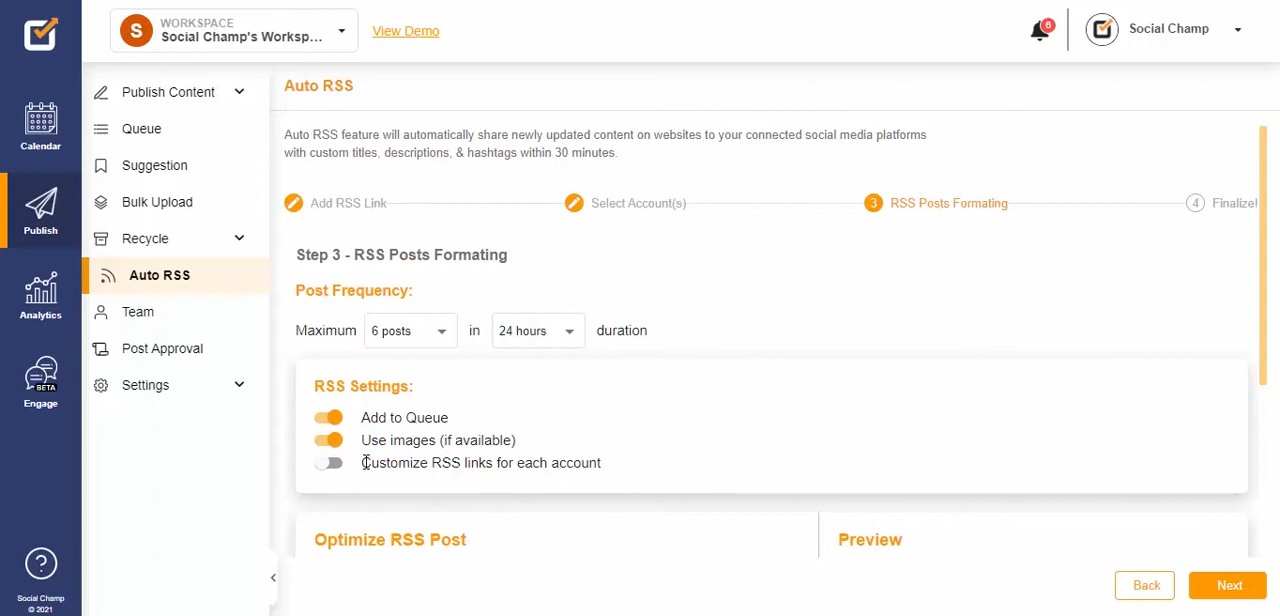 S
WORKSPACE
Social Champ's Worksp...
View Demo
6
Social Champ
Calendar
Publish
Analytics
BETA
Engage
?
Social Champ
© 2021
Publish Content
Queue
Suggestion
Bulk Upload
Recycle
Auto RSS
Team
Post Approval
Settings
Auto RSS
Auto RSS feature will automatically share newly updated content on websites to your connected social media platforms
with custom titles, descriptions, & hashtags within 30 minutes.
Add RSS Link
Select Account(s)
3 RSS Posts Formating
4 Finalize!
Step 3 - RSS Posts Formating
Post Frequency:
Maximum 6 posts in 24 hours duration
RSS Settings:
Add to Queue
Use images (if available)
Customize RSS links for each account
Optimize RSS Post
Preview
Back
Next